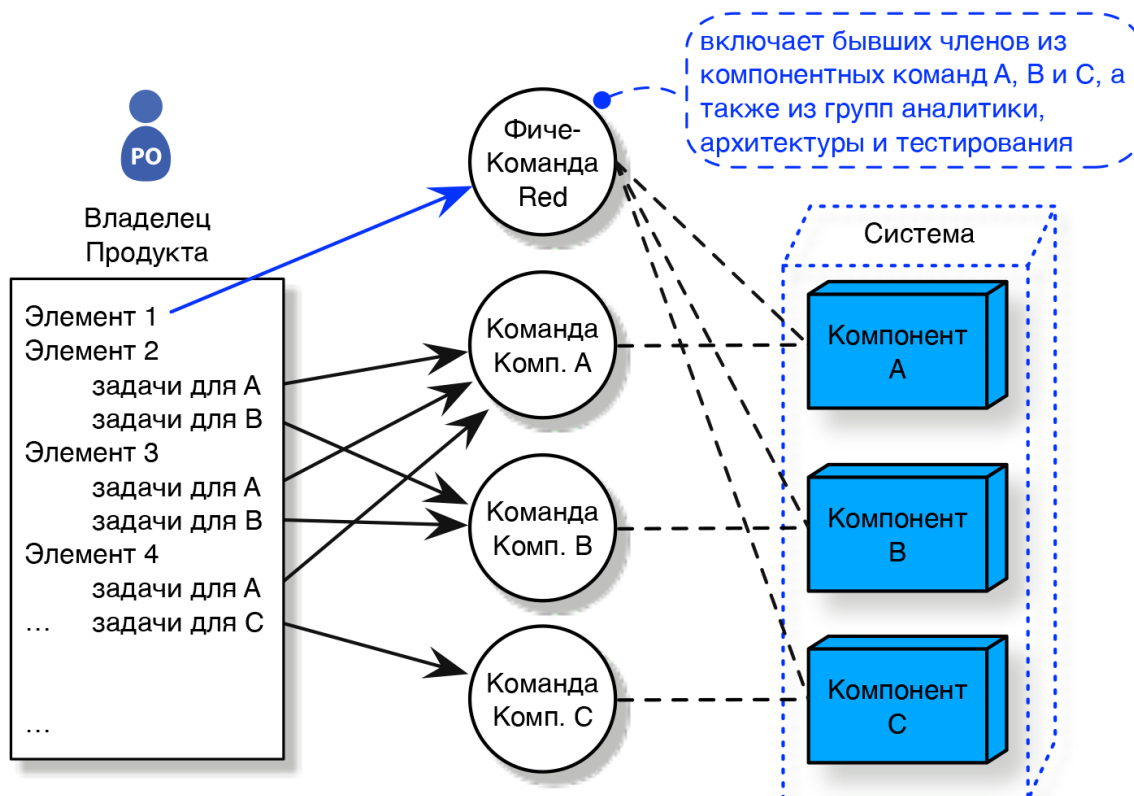 включает бывших членов из
компонентных команд A, B и C, а
также из групп аналитики,
архитектуры и тестирования
PO
Владелец
Продукта
Элемент 1
Элемент 2
задачи для A
задачи для B
Элемент 3
задачи для A
задачи для B
Элемент 4
задачи для A
... задачи для C
...
Фиче-
Команда
Red
Команда
Комп. A
Команда
Комп. B
Команда
Комп. C
Система
Компонент
A
Компонент
B
Компонент
C